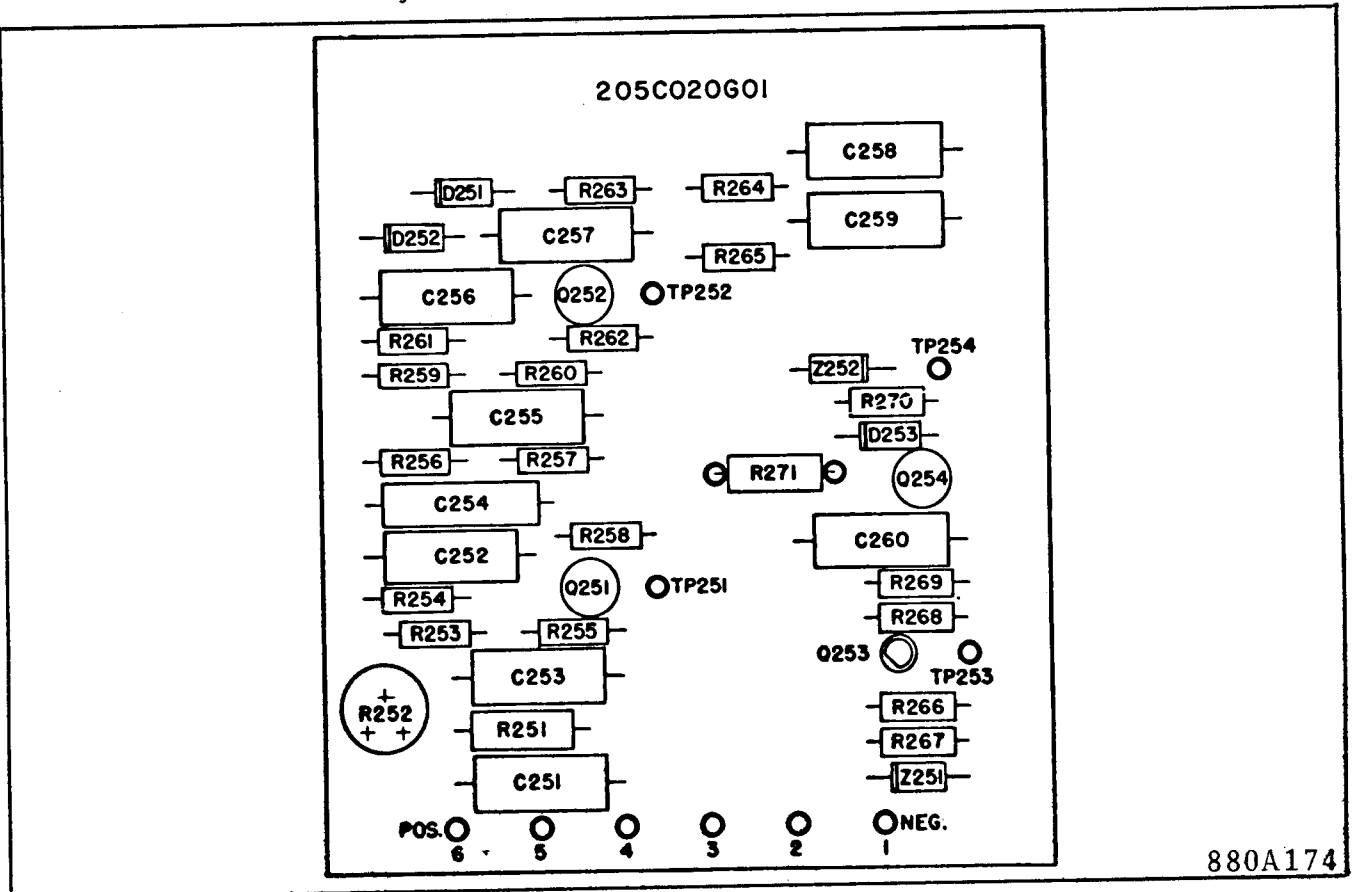 205C020G01
C258
D251 R263 R264
C259
D252 C257
R265
C256 Q252 TP252
R261 R262
TP254
Z252
R259 R260
R270
C255
D253
R256 R257
R271 Q254
C254
R258 C260
C252
R269
Q251 TP251
R254
R268
R253 R255
Q253
TP253
C253
R266
R252
R251
R267
Z251
C251
POS. NEG.
6 5 4 3 2 1
880A174